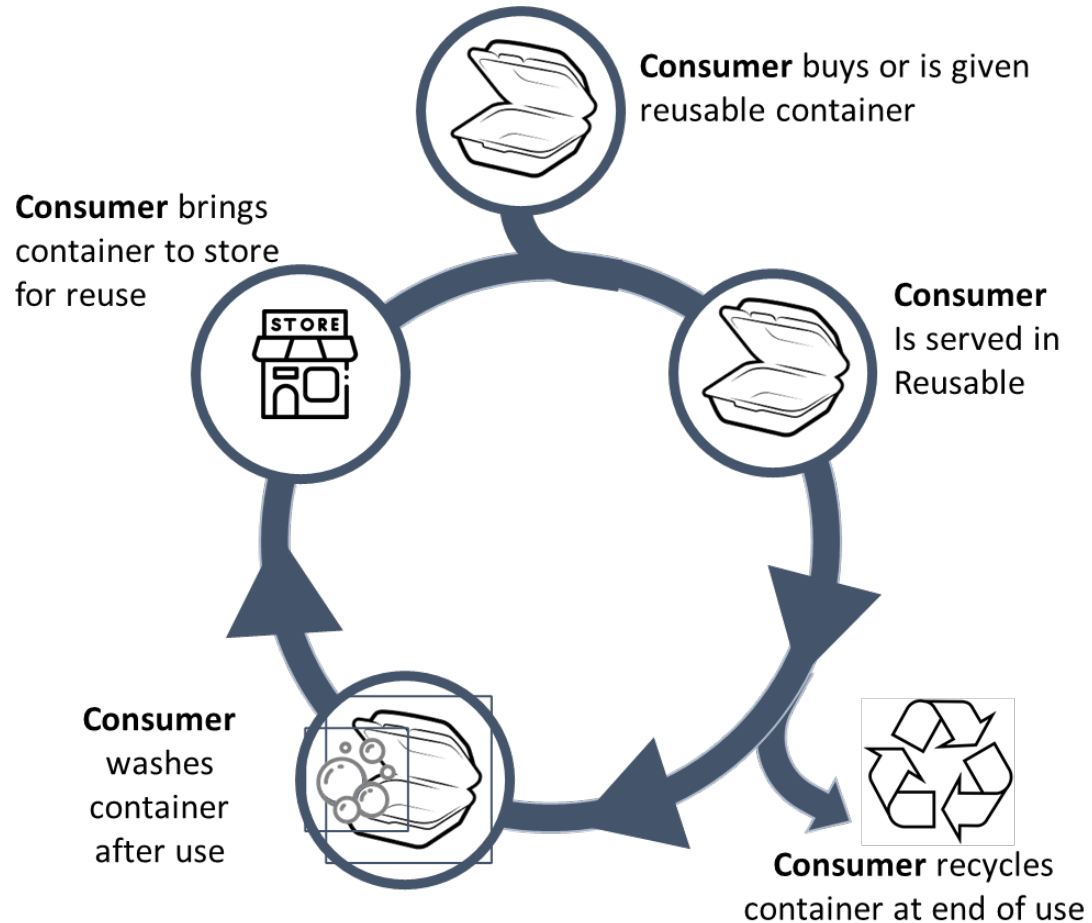 Consumer buys or is given
reusable container
Consumer brings
container to store
for reuse
STORE
Consumer
Is served in
Reusable
Consumer
washes
container
after use
Consumer recycles
container at end of use